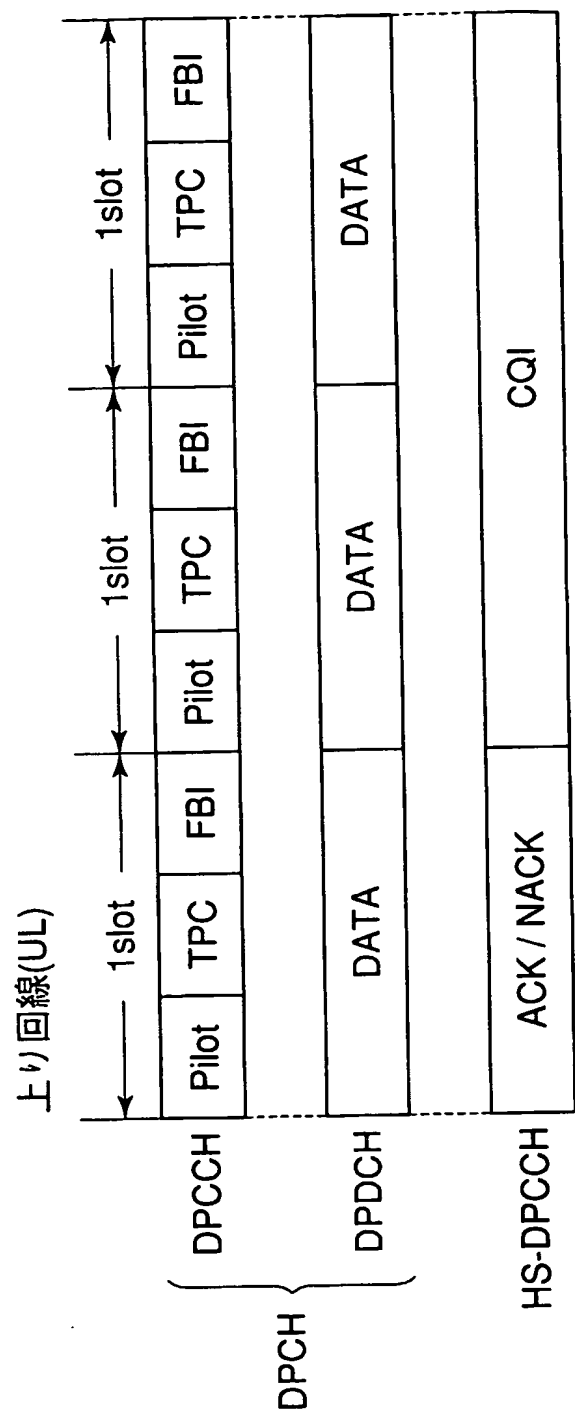 上り回線(UL)
1slot 1slot 1slot
DPCH
DPCCH Pilot TPC FBI Pilot TPC FBI Pilot TPC FBI
DPDCH DATA DATA DATA
HS-DPCCH ACK / NACK CQI